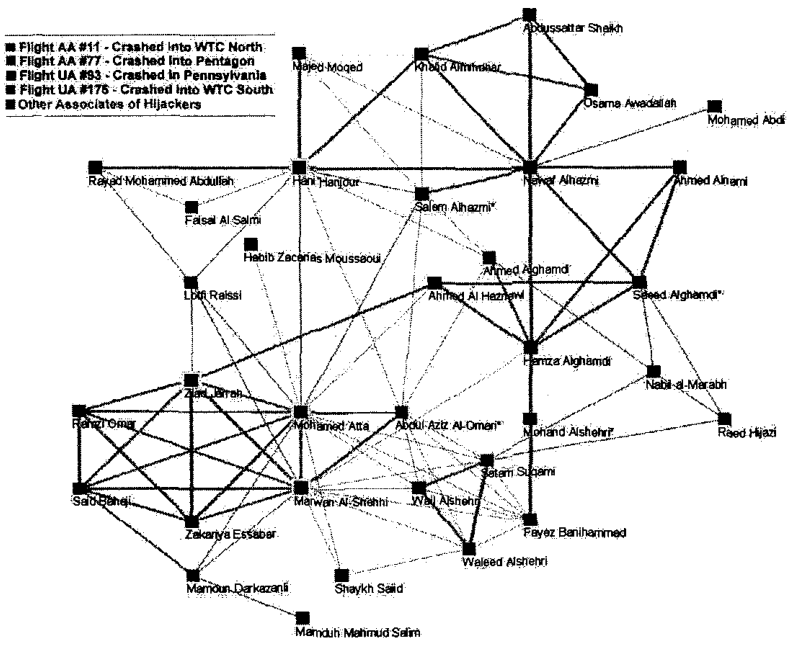 Abdussattar Shaikh
Flight AA #11 - Crashed into WTC North
Flight AA #77 - Crashed into Pentagon
Flight UA #93 - Crashed in Pennsylvania
Flight UA #175 - Crashed into WTC South
Other Associates of Hijackers
Majed Moqed
Khalid Almihdhar
Osama Awadallah
Mohamed Abdi
Rayed Mohammed Abdullah
Hani Hanjour
Nawaf Alhazmi
Ahmed Alnami
Faisal Al Salmi
Salem Alhazmi*
Habib Zacarias Moussaoui
Ahmed Alghamdi
Lotfi Raissi
Ahmed Al Haznawi
Saeed Alghamdi*
Hamza Alghamdi
Nabil al-Marabh
Ziad Jarrah
Ramzi Omar
Mohamed Atta
Abdul Aziz Al-Omari*
Mohand Alshehri*
Raed Hijazi
Satam Suqami
Said Bahaji
Marwan Al-Shehhi
Wail Alshehri
Zakariya Essabar
Fayez Banihammad
Waleed Alshehri
Mamoun Darkazanli
Shaykh Saiid
Mamduh Mahmud Salim